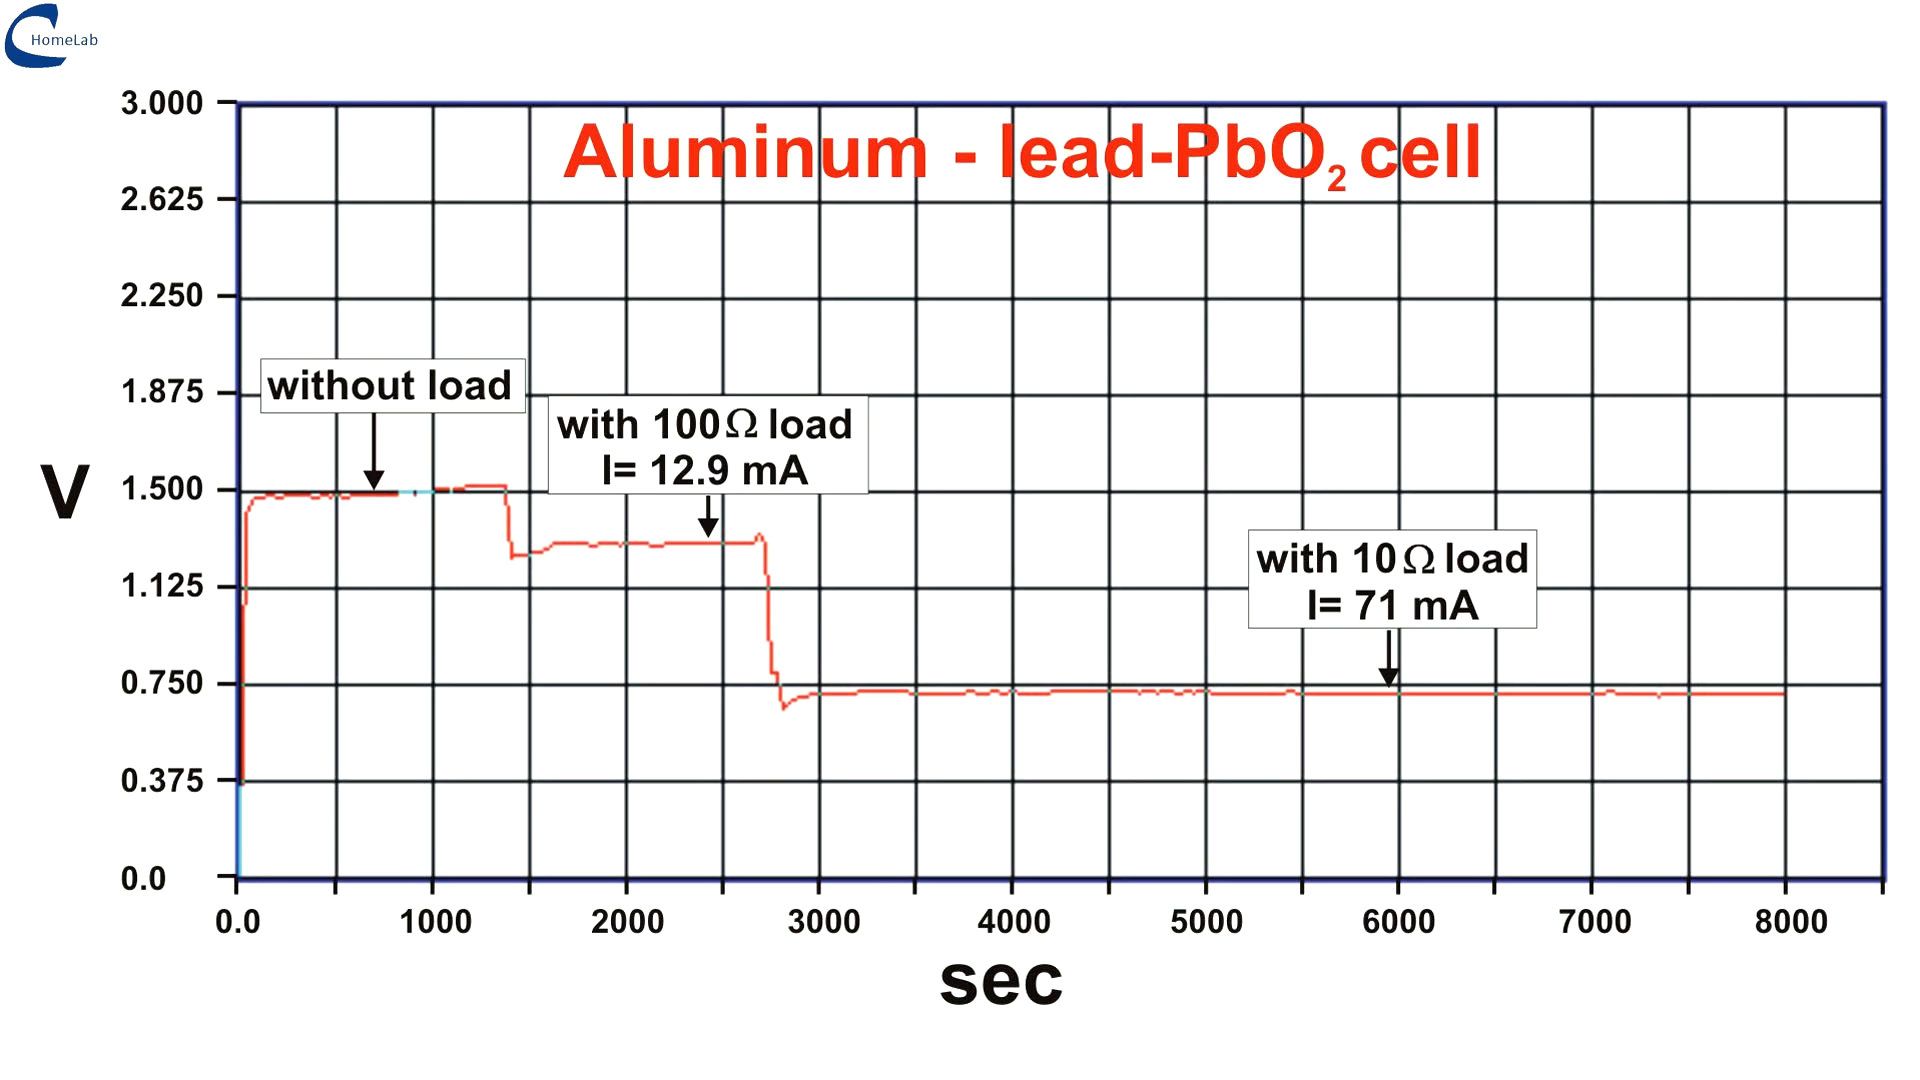 HomeLab
Aluminum - lead-PbO₂ cell
V
3.000
2.625
2.250
1.875
1.500
1.125
0.750
0.375
0.0
without load
with 100Ω load
I= 12.9 mA
with 10Ω load
I= 71 mA
0.0 1000 2000 3000 4000 5000 6000 7000 8000
sec